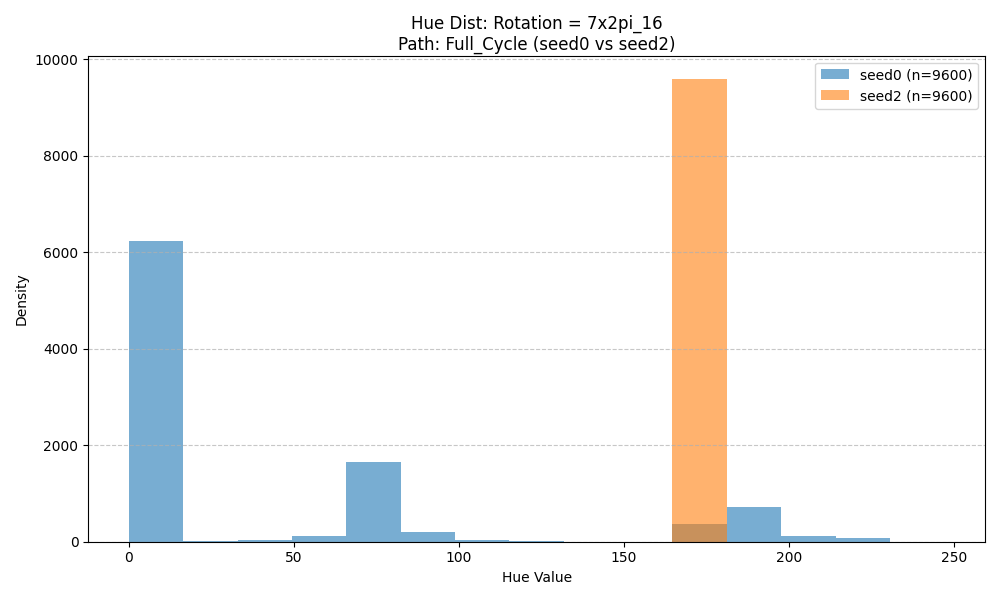 Hue Dist: Rotation = 7x2pi_16
Path: Full_Cycle (seed0 vs seed2)
seed0 (n=9600)
seed2 (n=9600)
Density
10000
8000
6000
4000
2000
0
0 50 100 150 200 250
Hue Value